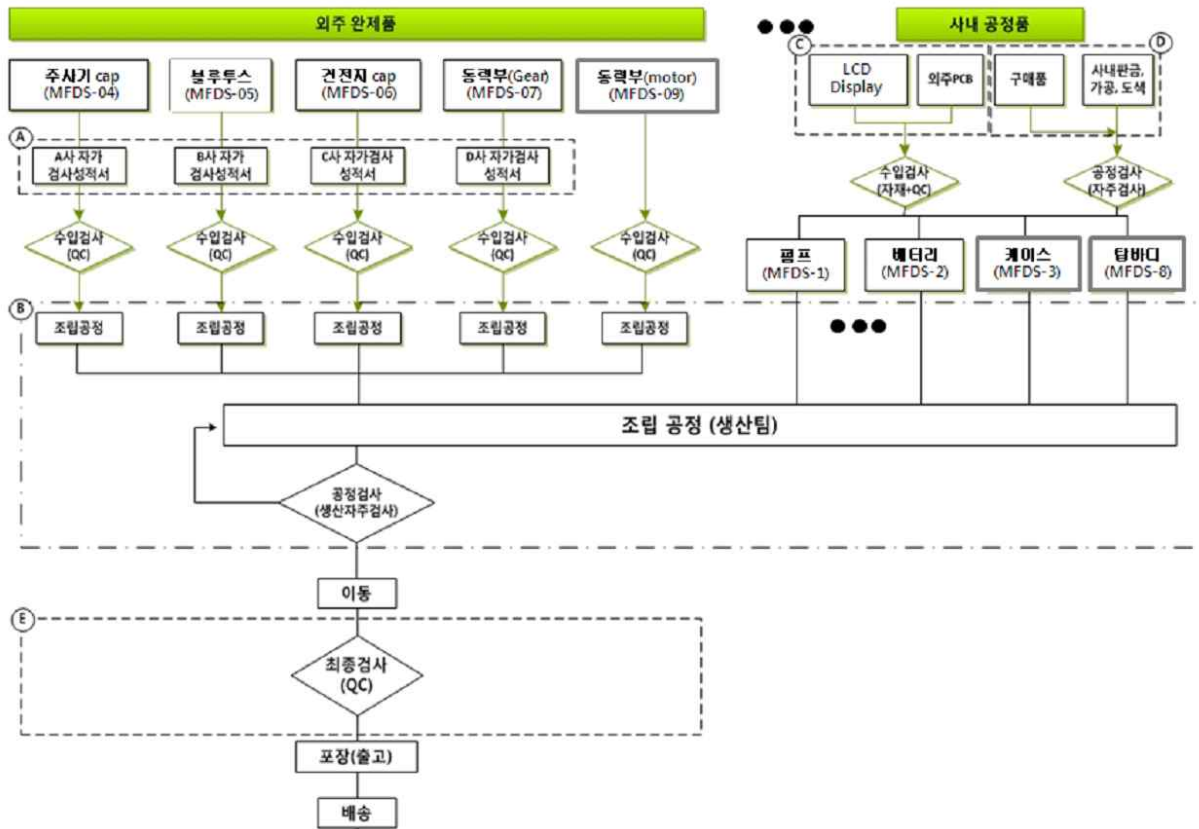 외주 완제품
사내 공정품
C
D
주사기 cap
(MFDS-04)
블루투스
(MFDS-05)
건전지 cap
(MFDS-06)
동력부(Gear)
(MFDS-07)
동력부(motor)
(MFDS-09)
LCD
Display
외주PCB
구매품
사내판금,
가공, 도색
A
A사 자가
검사성적서
B사 자가
검사성적서
C사 자가검사
성적서
D사 자가검사
성적서
수입검사
(자재+QC)
공정검사
(자주검사)
수입검사
(QC)
수입검사
(QC)
수입검사
(QC)
수입검사
(QC)
수입검사
(QC)
펌프
(MFDS-1)
배터리
(MFDS-2)
케이스
(MFDS-3)
탑바디
(MFDS-8)
B
조립공정
조립공정
조립공정
조립공정
조립공정
조립 공정 (생산팀)
공정검사
(생산자주검사)
이동
E
최종검사
(QC)
포장(출고)
배송